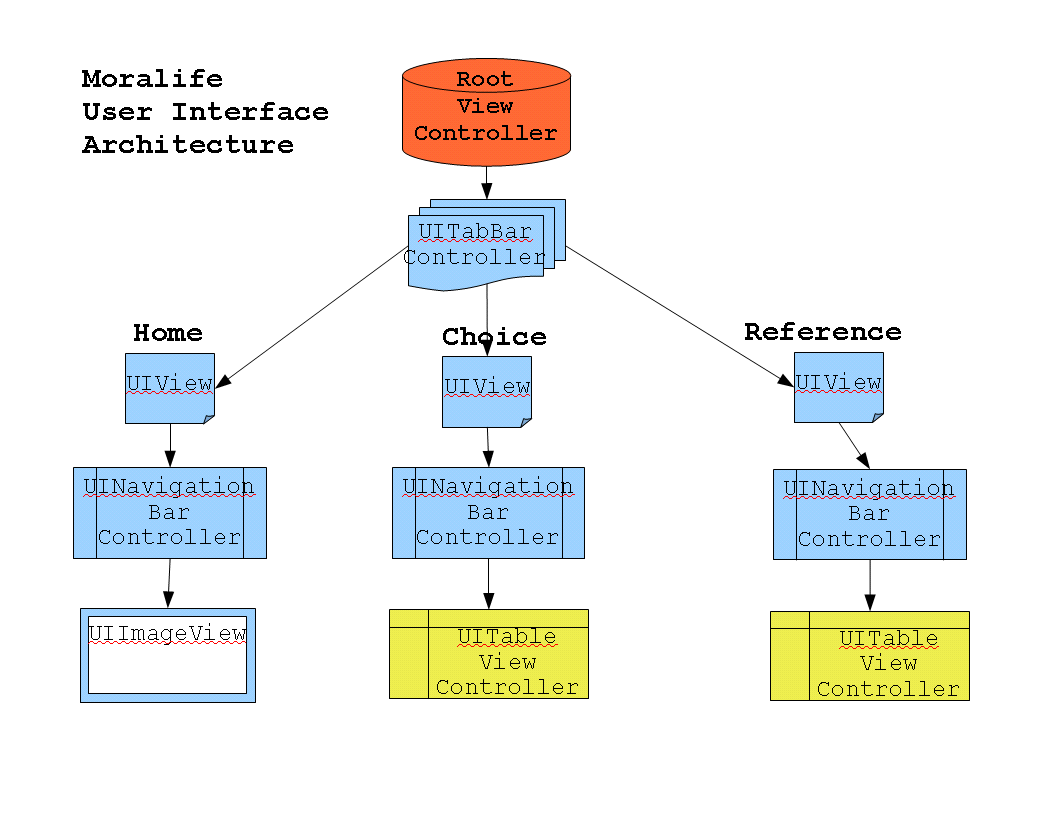 Moralife
User Interface
Architecture
Root
View
Controller
UITabBar
Controller
Home
Choice
Reference
UIView
UIView
UIView
UINavigation
Bar
Controller
UINavigation
Bar
Controller
UINavigation
Bar
Controller
UIImageView
UITable
View
Controller
UITable
View
Controller